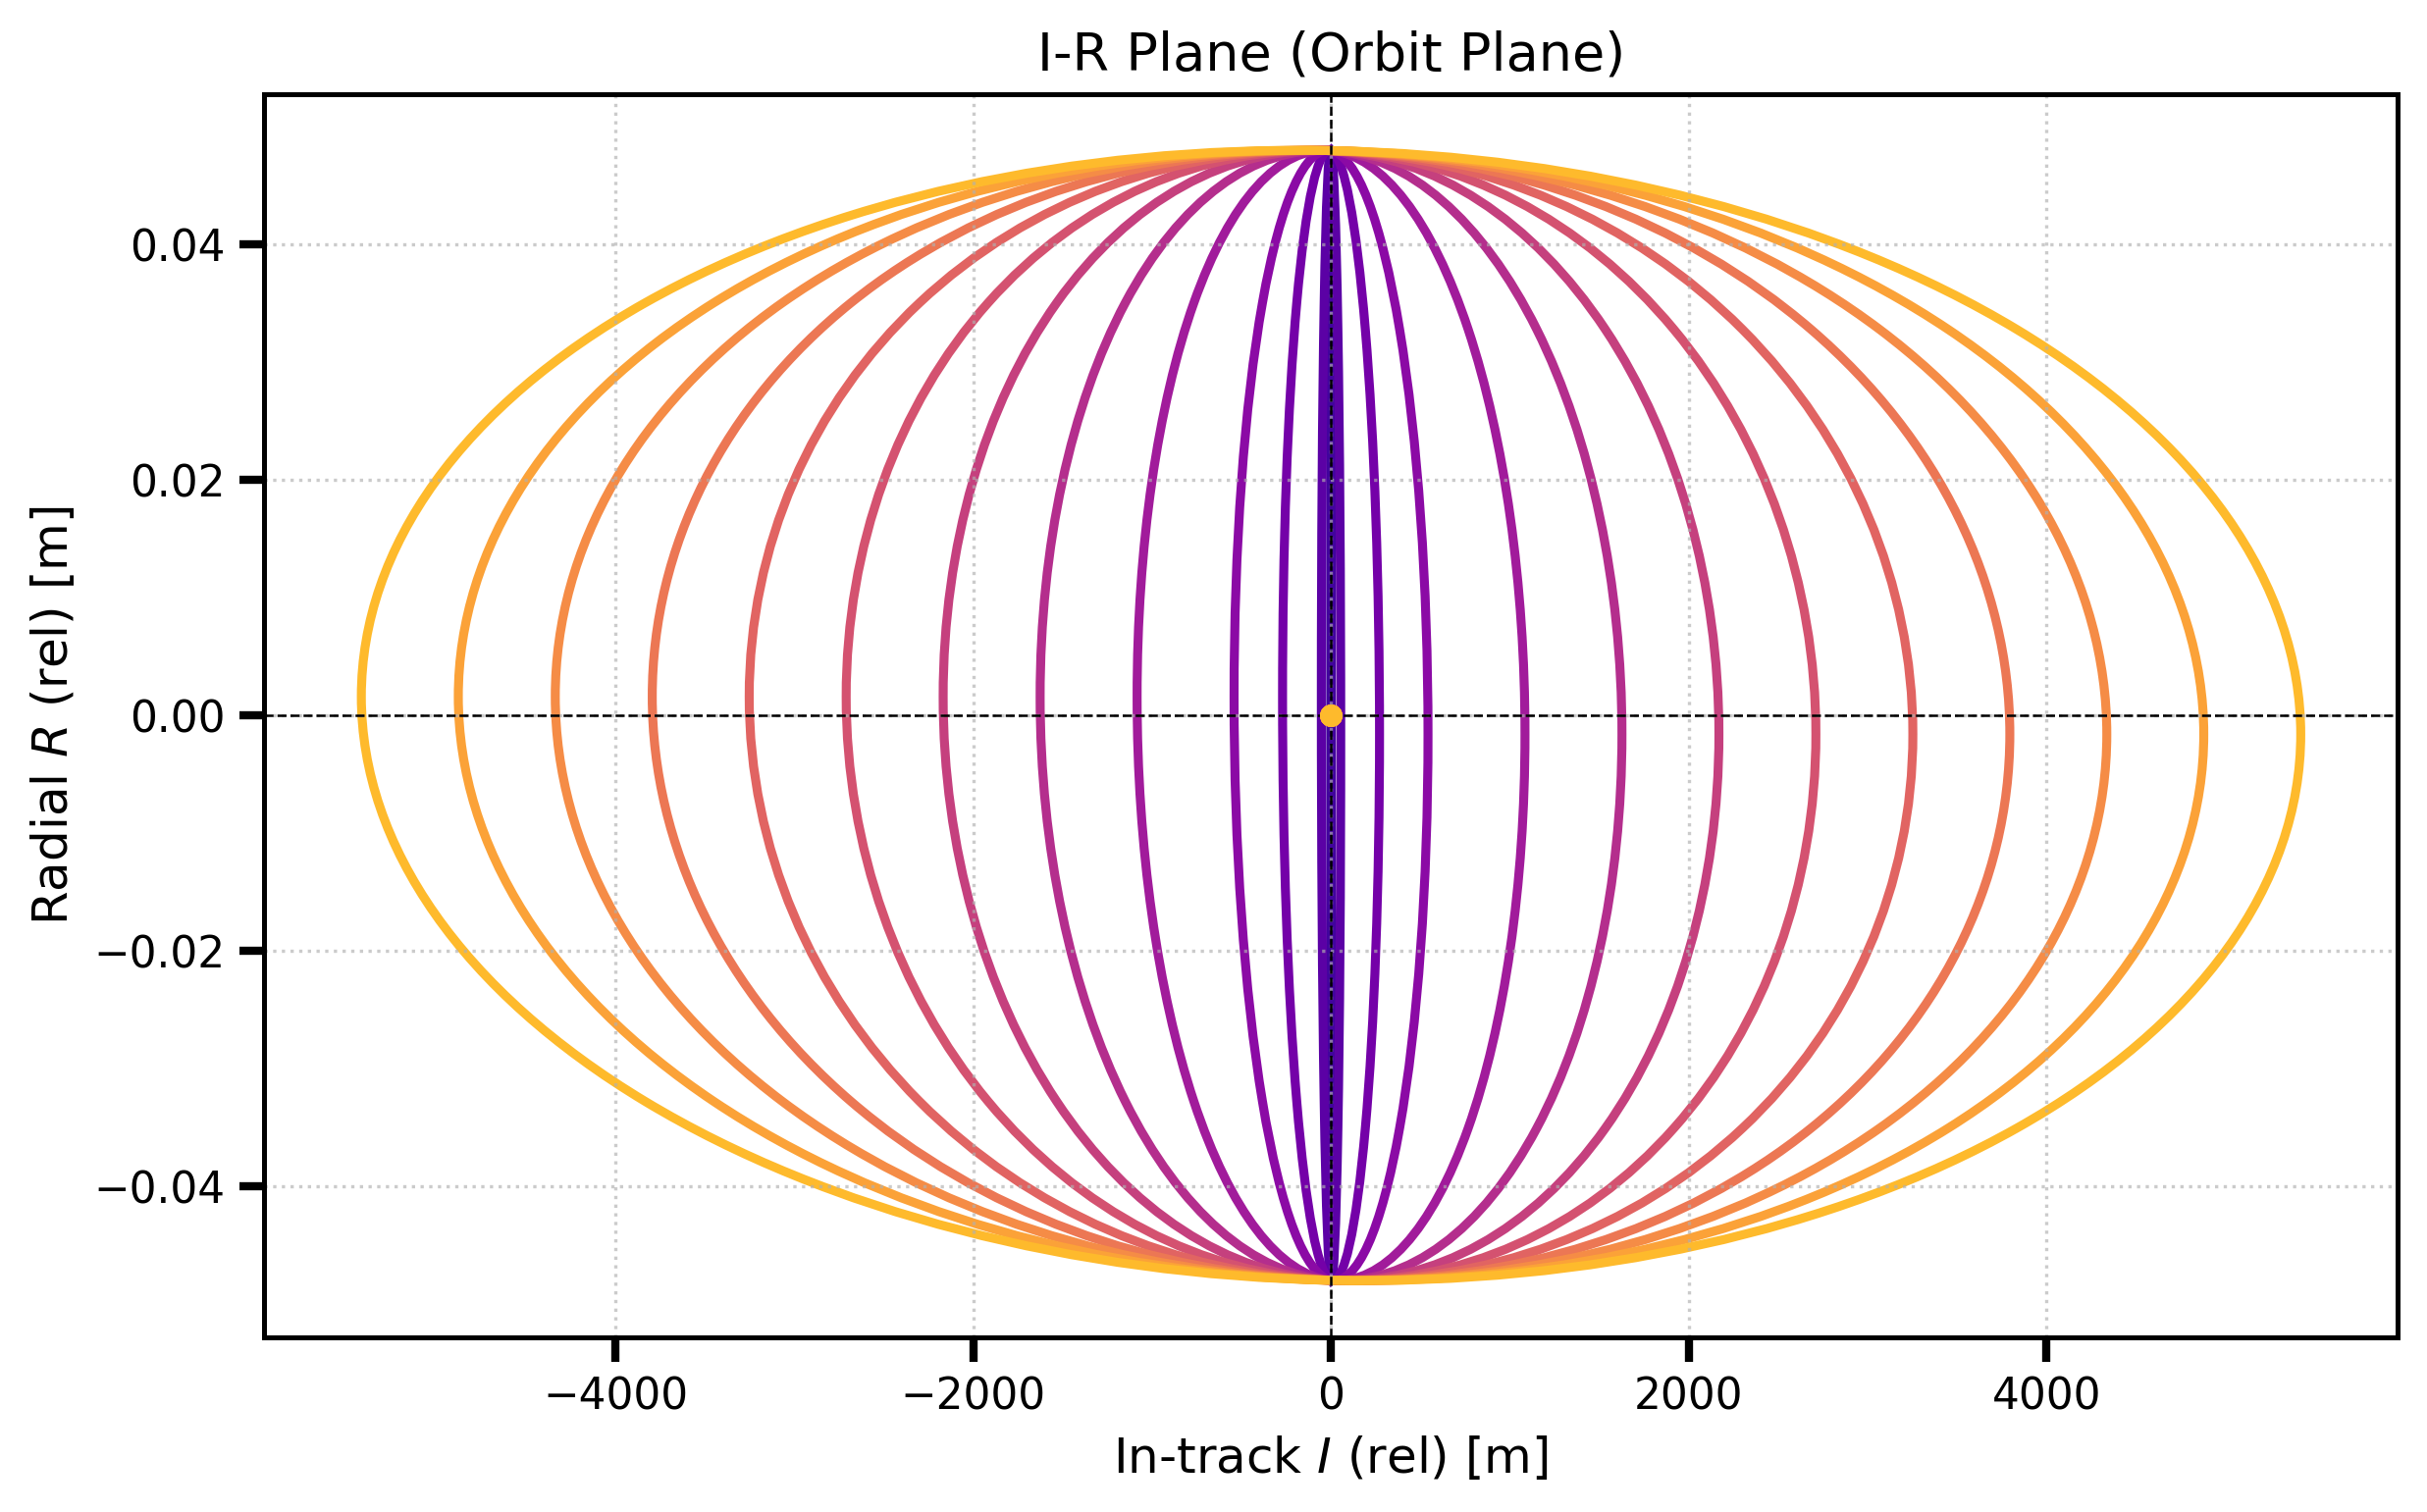 I-R Plane (Orbit Plane)
Radial R (rel) [m]
0.04
0.02
0.00
−0.02
−0.04
−4000 −2000 0 2000 4000
In-track I (rel) [m]